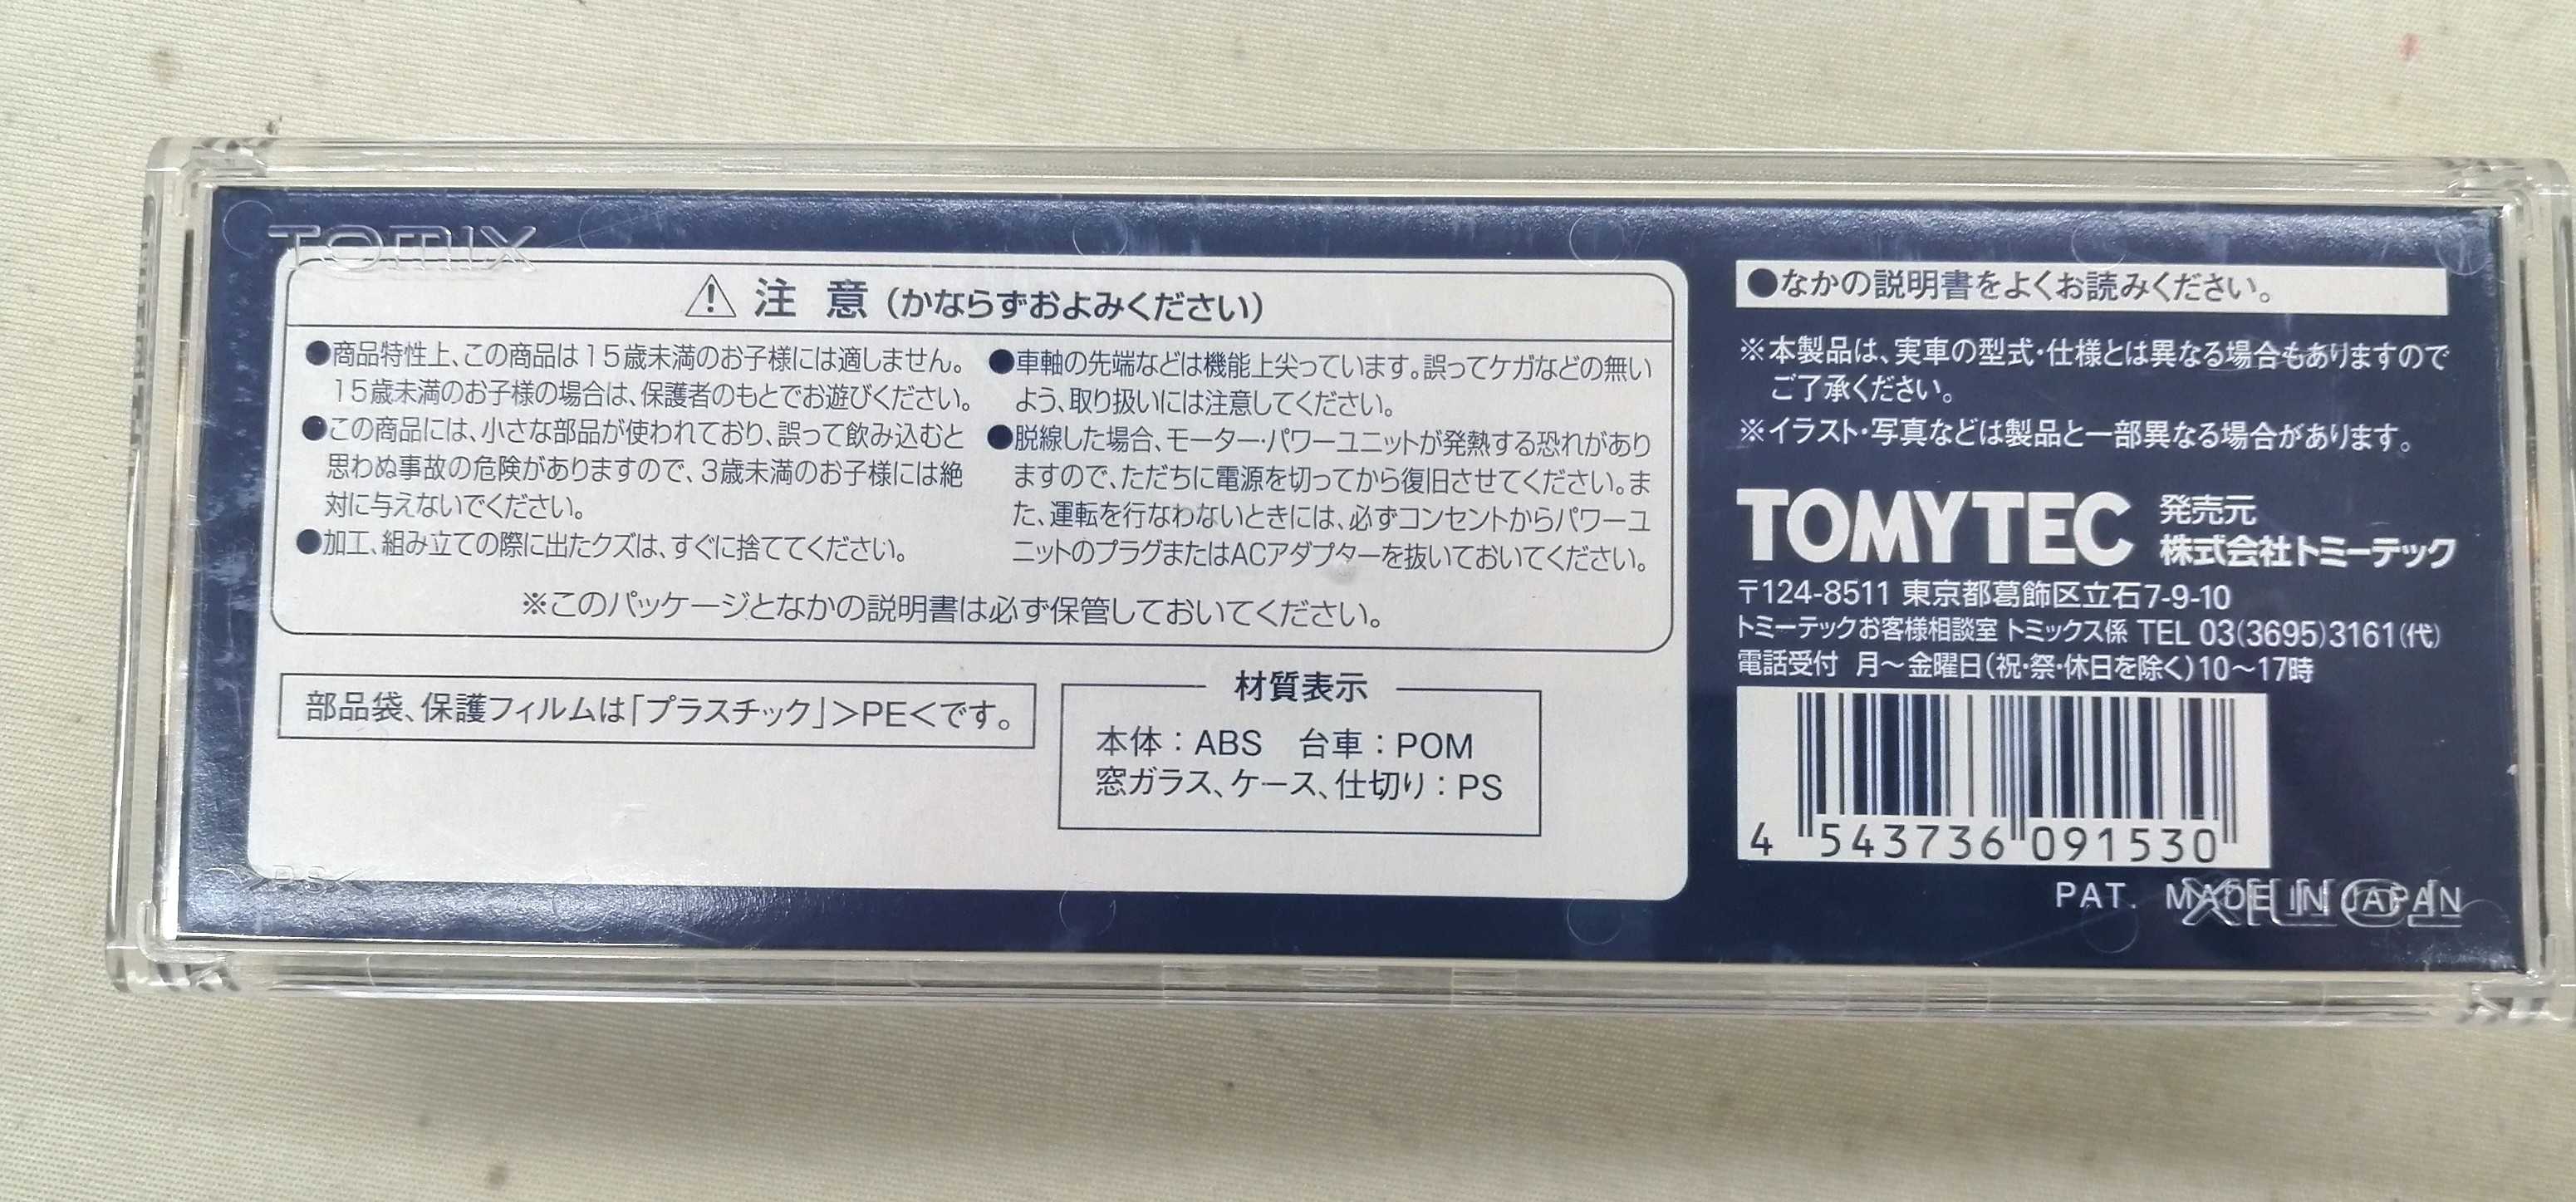 TOMIX
⚠ 注 意 (かならずおよみください)
●商品特性上、この商品は15歳未満のお子様には適しません。
15歳未満のお子様の場合は、保護者のもとでお遊びください。
●この商品には、小さな部品が使われており、誤って飲み込むと
思わぬ事故の危険がありますので、3歳未満のお子様には絶
対に与えないでください。
●加工、組み立ての際に出たクズは、すぐに捨ててください。
●車軸の先端などは機能上尖っています。誤ってケガなどの無い
よう、取り扱いには注意してください。
●脱線した場合、モーター・パワーユニットが発熱する恐れがあり
ますので、ただちに電源を切ってから復旧させてください。ま
た、運転を行なわないときには、必ずコンセントからパワーユ
ニットのプラグまたはACアダプターを抜いておいてください。
※このパッケージとなかの説明書は必ず保管しておいてください。
部品袋、保護フィルムは「プラスチック」>PE<です。
材質表示
本体：ABS 台車：POM
窓ガラス、ケース、仕切り：PS
>PS<
●なかの説明書をよくお読みください。
※本製品は、実車の型式・仕様とは異なる場合もありますので
ご了承ください。
※イラスト・写真などは製品と一部異なる場合があります。
TOMYTEC 発売元
株式会社トミーテック
〒124-8511 東京都葛飾区立石7-9-10
トミーテックお客様相談室 トミックス係 TEL 03(3695)3161(代)
電話受付 月〜金曜日(祝・祭・休日を除く)10〜17時
4 543736 091530
PAT. MADE IN JAPAN